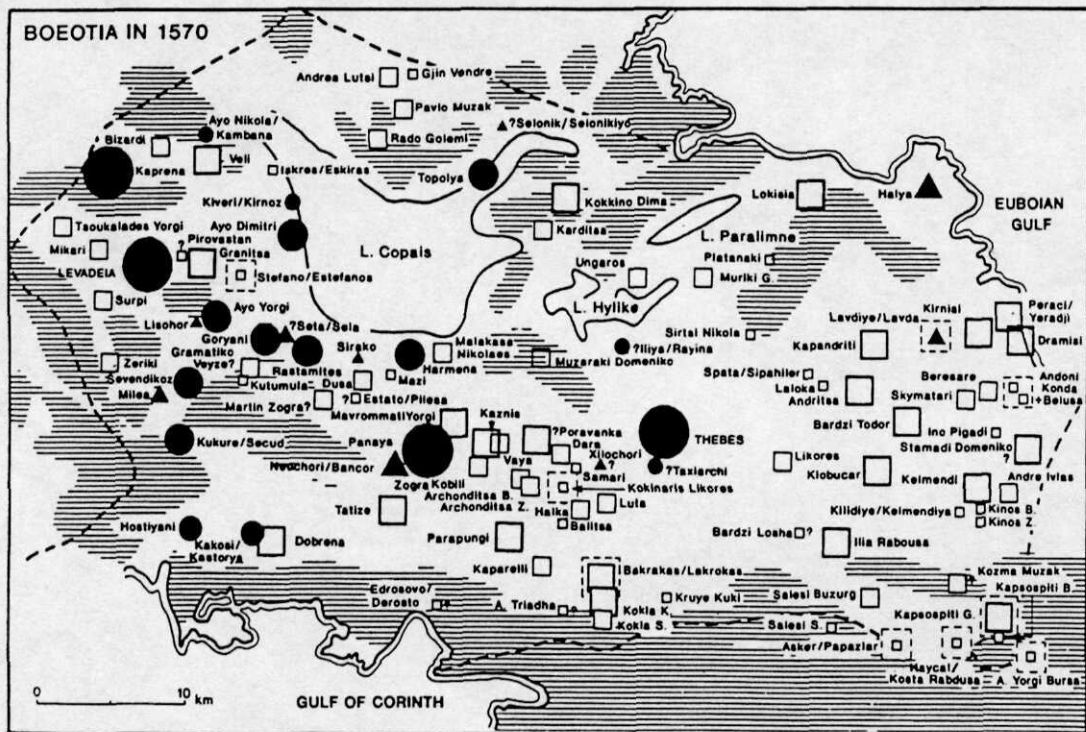 BOEOTIA IN 1570
Andrea Lutsi
Gjin Vendre
Pavlo Muzak
Ayo Nikola/
Kambana
?Selonik/Selonikiyo
Bizardi
Rado Golemi
Veli
Kaprena
Iskres/Eskiras
Topolya
Kokkino Dima
Lokisia
Halya
EUBOIAN
GULF
Kiveri/Kirnoz
Tsoukalades Yorgi
Ayo Dimitri
Karditsa
L. Paralimne
Mikari
?
Pirovastan
Granitsa
L. Copais
Platanaki
LEVADEIA
Stefano/Estefanos
Ungaros
Muriki G.
Surpi
L. Hylike
Kirniai
Peraci/
Yeradji
Ayo Yorgi
Lavdiye/Lavda
Lisohor
?Seta/Sela
Malakasa
Sirtai Nikola
Dramisi
Goryani
Sirako
Nikolaes
?Iliya/Rayina
Kapandriti
Gramatiko
Veyze?
Rastamites
Harmena
Muzaraki Domeniko
Zeriki
Dusa
Mazi
Spata/Sipahiler
Beresare
Andoni
Konda
+Belusa
Sevendikoz
Kutumula
Laloka
Andritsa
Skymatari
Milea
?
Estato/Pliesa
Martin Zogra?
Mavrommati
Yorgi
Kaznia
Bardzi Todor
Ino Pigadi
Kukure/Secud
Panaya
?Poravanka
Dara
THEBES
Stamadi Domeniko
?
Vaya
Xilochori
?
?Taxiarchi
Likores
Samari
Klobucar
Kelmendi
Andre Ivlas
Zogra
Kobili
Archonditsa B.
Archonditsa Z.
Kokinaris Likores
Halka
Luta
Kilidiye/Kelmendiya
Kinos B.
Kinos Z.
Hostiyani
Tatize
Balitsa
Kakosi/
Kastorya
Dobrena
Parapungi
Bardzi Losha
?
Ilia Rabousa
Kaparelli
Bakrakas/Lakrokas
Kozma Muzak
Edrosovo/
Derosto
?
A. Triadha
?
Kruye Kuki
Salesi Buzurg
Kapsospiti B.
Kokla K.
Kapsospiti G.
Kokla S.
Salesi S.
Asker/Papazlar
Kosta Rabdusa
A. Yorgi Bursa
0
10
km
GULF OF CORINTH